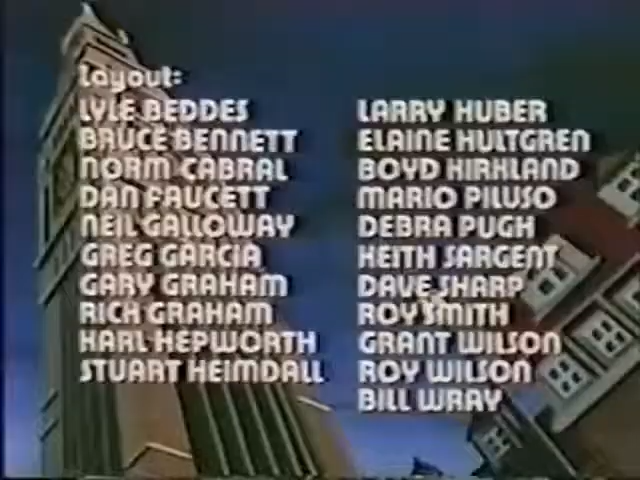 Layout:
LYLE BEDDES
BRUCE BENNETT
NORM CABRAL
DAN FAUCETT
NEIL GALLOWAY
GREG GARCIA
GARY GRAHAM
RICH GRAHAM
KARL HEPWORTH
STUART HEIMDALL
LARRY HUBER
ELAINE HULTGREN
BOYD KIRKLAND
MARIO PILUSO
DEBRA PUGH
KEITH SARGENT
DAVE SHARP
ROY SMITH
GRANT WILSON
ROY WILSON
BILL WRAY